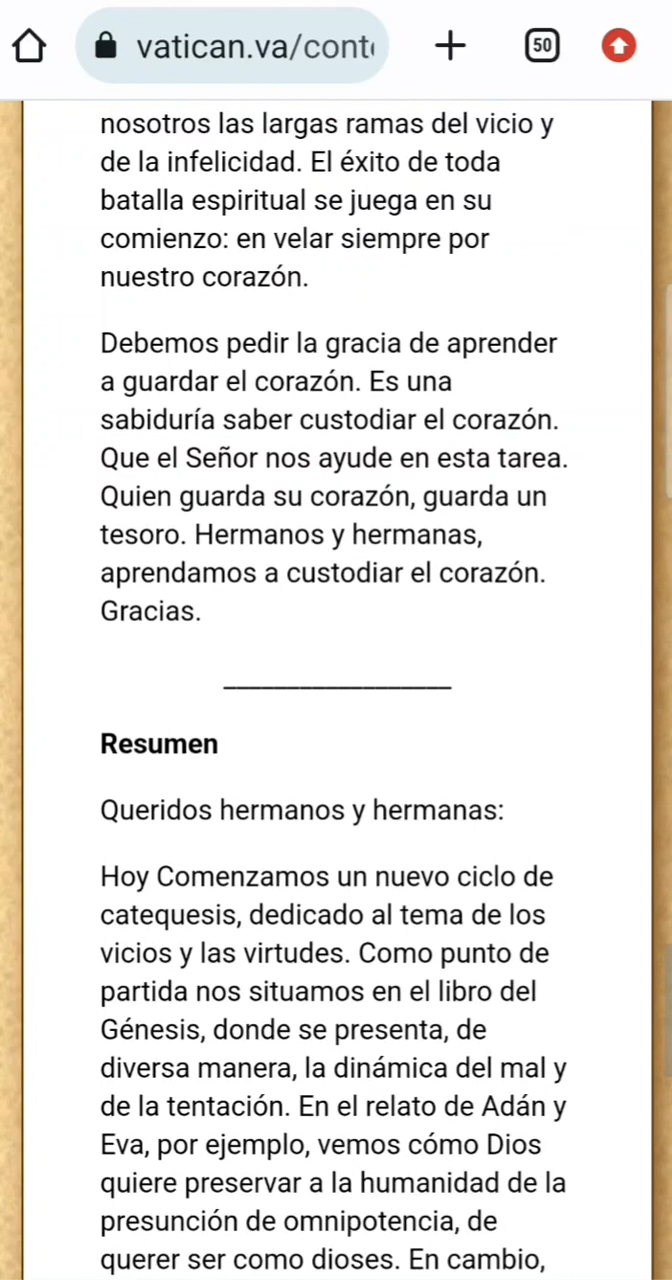 vatican.va/cont
50
nosotros las largas ramas del vicio y
de la infelicidad. El éxito de toda
batalla espiritual se juega en su
comienzo: en velar siempre por
nuestro corazón.
Debemos pedir la gracia de aprender
a guardar el corazón. Es una
sabiduría saber custodiar el corazón.
Que el Señor nos ayude en esta tarea.
Quien guarda su corazón, guarda un
tesoro. Hermanos y hermanas,
aprendamos a custodiar el corazón.
Gracias.
Resumen
Queridos hermanos y hermanas:
Hoy Comenzamos un nuevo ciclo de
catequesis, dedicado al tema de los
vicios y las virtudes. Como punto de
partida nos situamos en el libro del
Génesis, donde se presenta, de
diversa manera, la dinámica del mal y
de la tentación. En el relato de Adán y
Eva, por ejemplo, vemos cómo Dios
quiere preservar a la humanidad de la
presunción de omnipotencia, de
querer ser como dioses. En cambio,